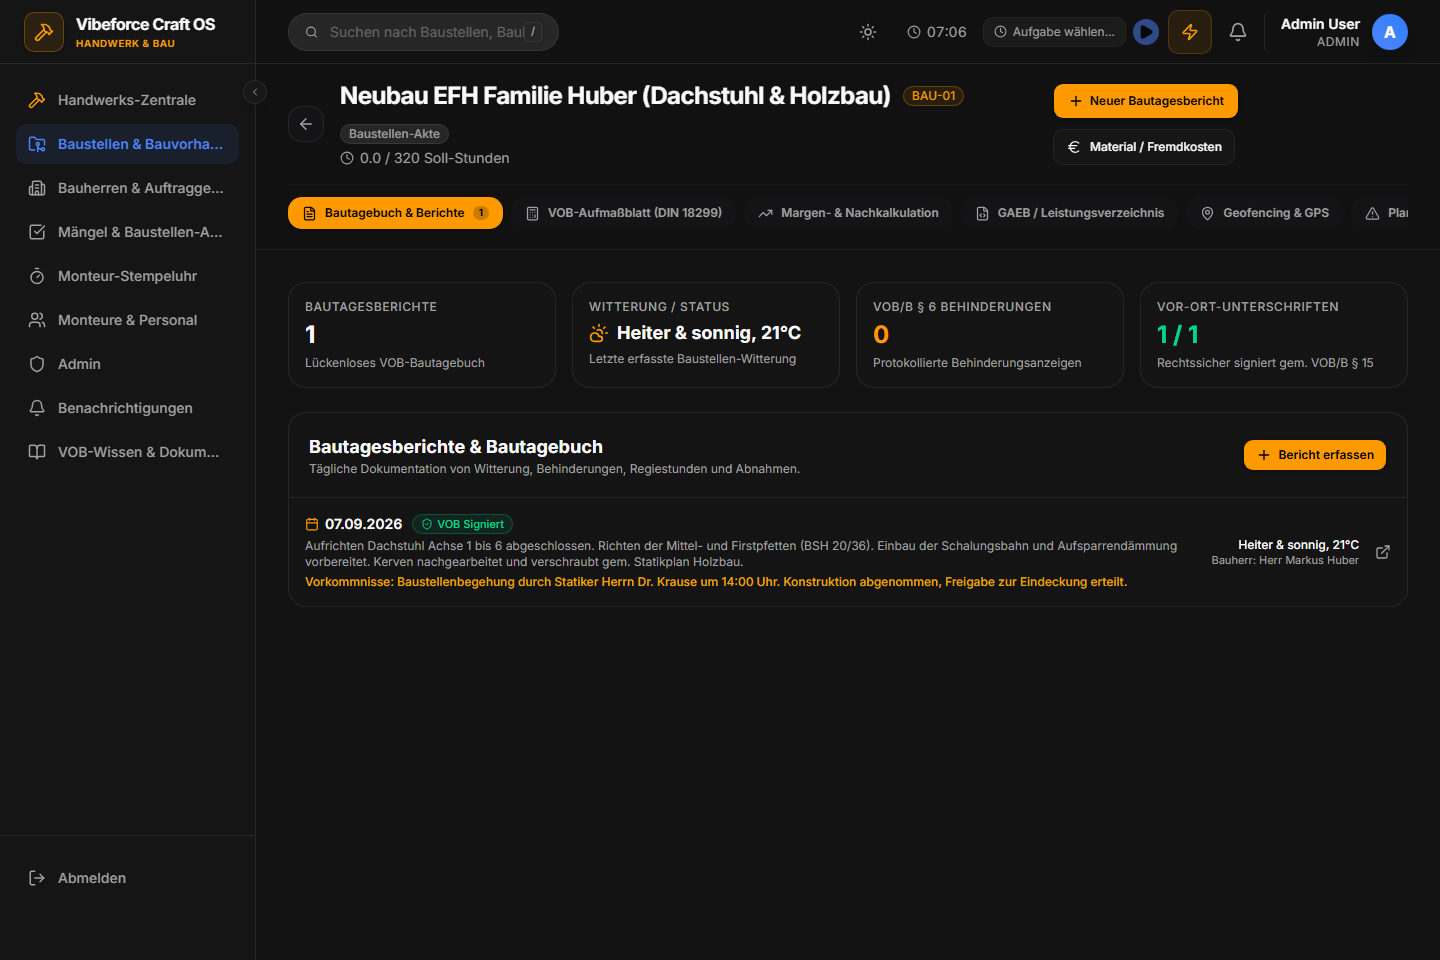 Vibeforce Craft OS
HANDWERK & BAU
Suchen nach Baustellen, Bau
/
07:06
Aufgabe wählen...
Admin User
ADMIN
A
Handwerks-Zentrale
Baustellen & Bauvorha...
Bauherren & Auftragge...
Mängel & Baustellen-A...
Monteur-Stempeluhr
Monteure & Personal
Admin
Benachrichtigungen
VOB-Wissen & Dokum...
Abmelden
Neubau EFH Familie Huber (Dachstuhl & Holzbau)
BAU-01
Baustellen-Akte
0.0 / 320 Soll-Stunden
Neuer Bautagesbericht
Material / Fremdkosten
Bautagebuch & Berichte 1
VOB-Aufmaßblatt (DIN 18299)
Margen- & Nachkalkulation
GAEB / Leistungsverzeichnis
Geofencing & GPS
Plan
BAUTAGESBERICHTE
1
Lückenloses VOB-Bautagebuch
WITTERUNG / STATUS
Heiter & sonnig, 21°C
Letzte erfasste Baustellen-Witterung
VOB/B § 6 BEHINDERUNGEN
0
Protokollierte Behinderungsanzeigen
VOR-ORT-UNTERSCHRIFTEN
1 / 1
Rechtssicher signiert gem. VOB/B § 15
Bautagesberichte & Bautagebuch
Tägliche Dokumentation von Witterung, Behinderungen, Regiestunden und Abnahmen.
Bericht erfassen
07.09.2026
VOB Signiert
Aufrichten Dachstuhl Achse 1 bis 6 abgeschlossen. Richten der Mittel- und Firstpfetten (BSH 20/36). Einbau der Schalungsbahn und Aufsparrendämmung
vorbereitet. Kerven nachgearbeitet und verschraubt gem. Statikplan Holzbau.
Vorkommnisse: Baustellenbegehung durch Statiker Herrn Dr. Krause um 14:00 Uhr. Konstruktion abgenommen, Freigabe zur Eindeckung erteilt.
Heiter & sonnig, 21°C
Bauherr: Herr Markus Huber